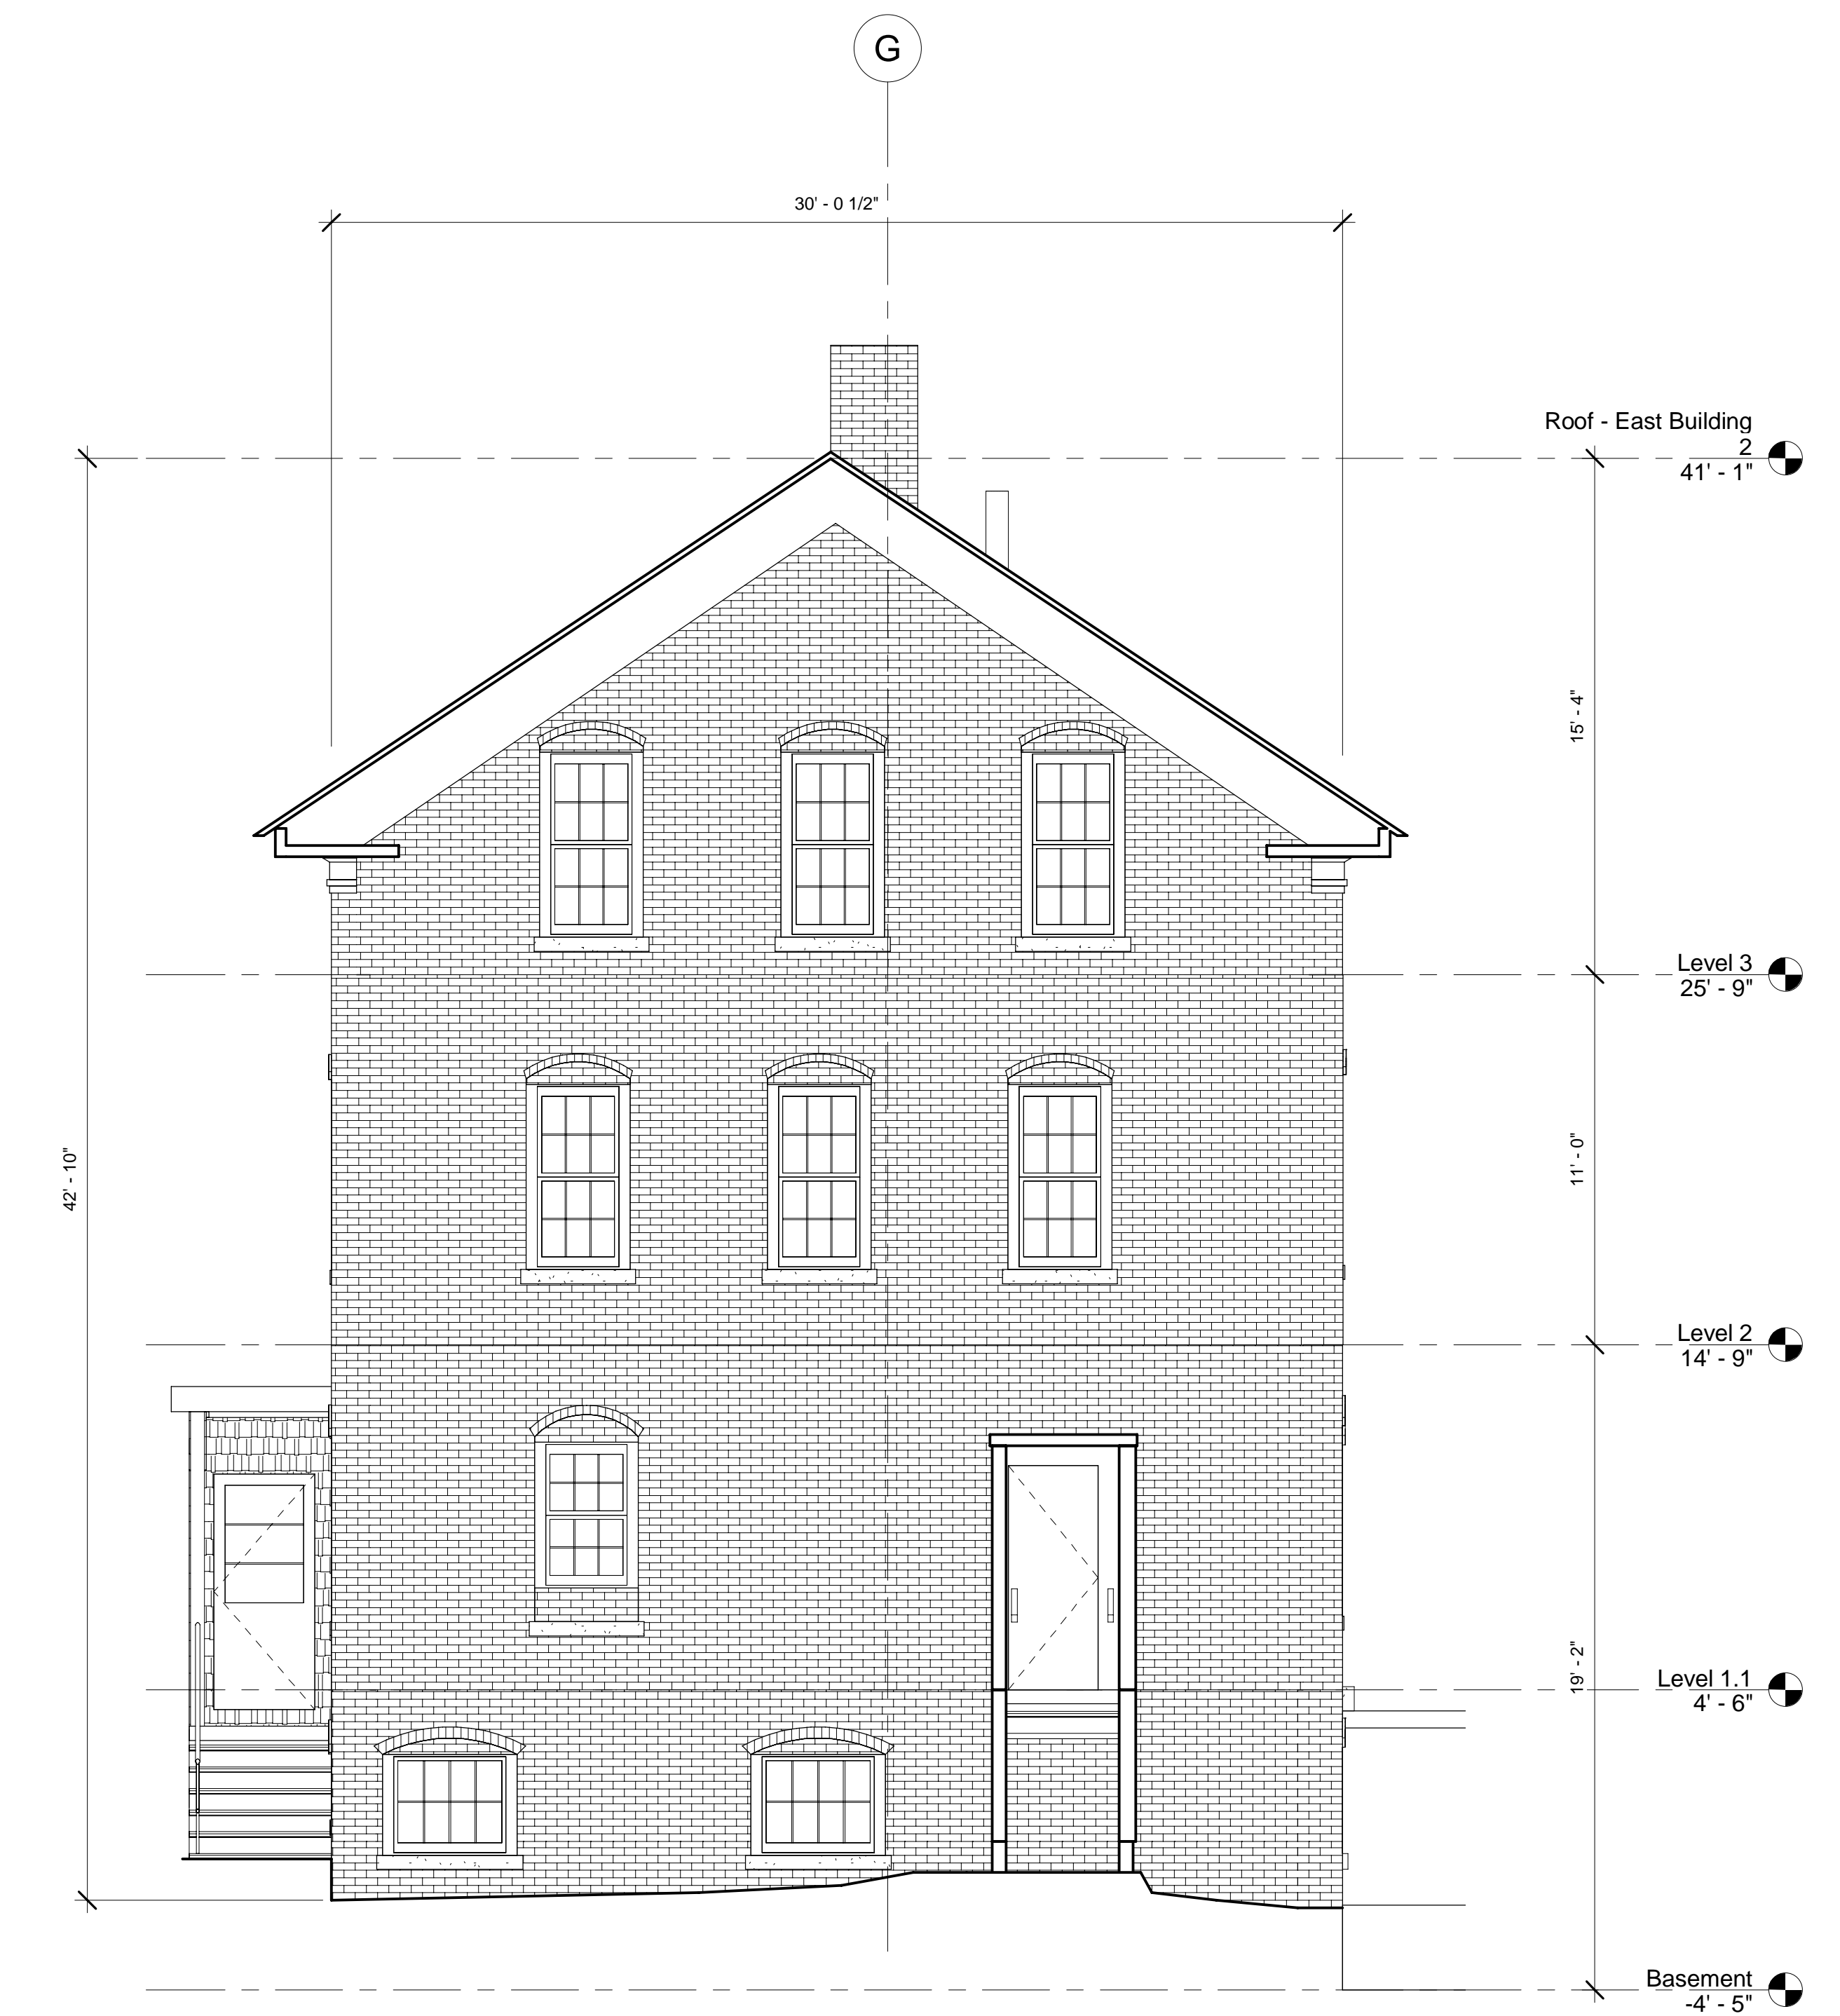 G
30' - 0 1/2"
Roof - East Building
2
41' - 1"
15' - 4"
Level 3
25' - 9"
11' - 0"
42' - 10"
Level 2
14' - 9"
19' - 2"
Level 1.1
4' - 6"
Basement
-4' - 5"